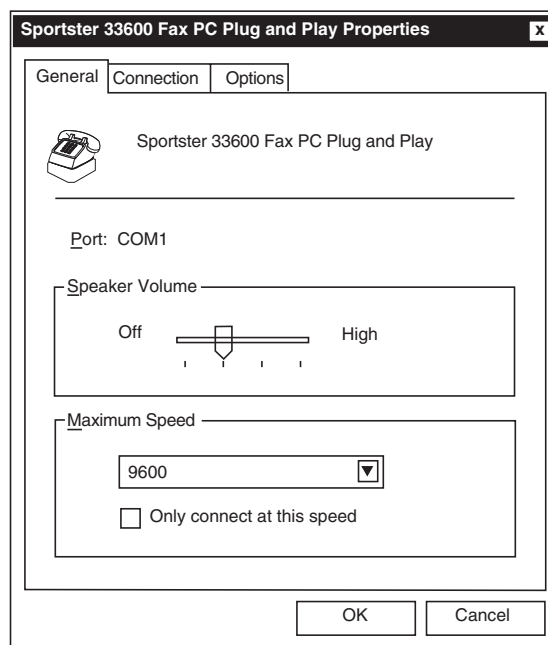 Sportster 33600 Fax PC Plug and Play Properties x
General Connection Options
Sportster 33600 Fax PC Plug and Play
Port: COM1
Speaker Volume
Off High
Maximum Speed
9600
Only connect at this speed
OK Cancel